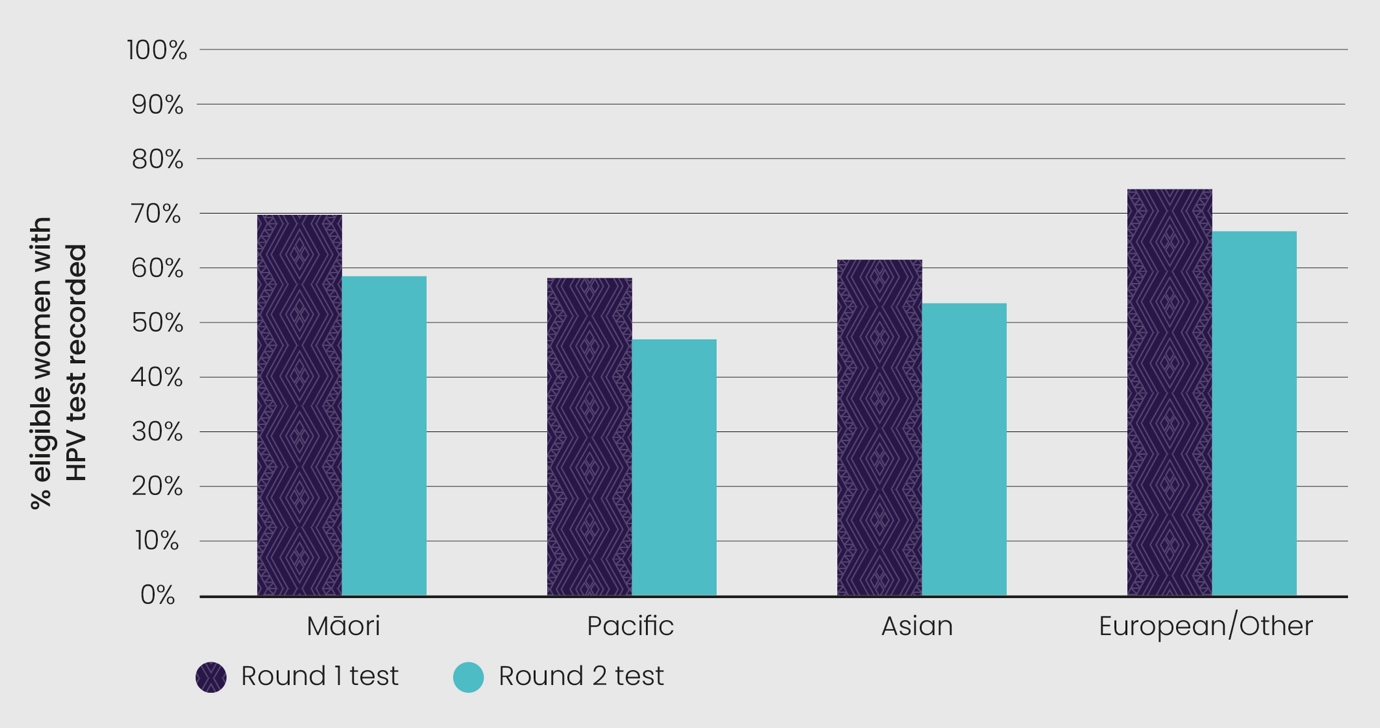 % eligible women with
HPV test recorded
100%
90%
80%
70%
60%
50%
40%
30%
20%
10%
0%
Māori Pacific Asian European/Other
Round 1 test Round 2 test